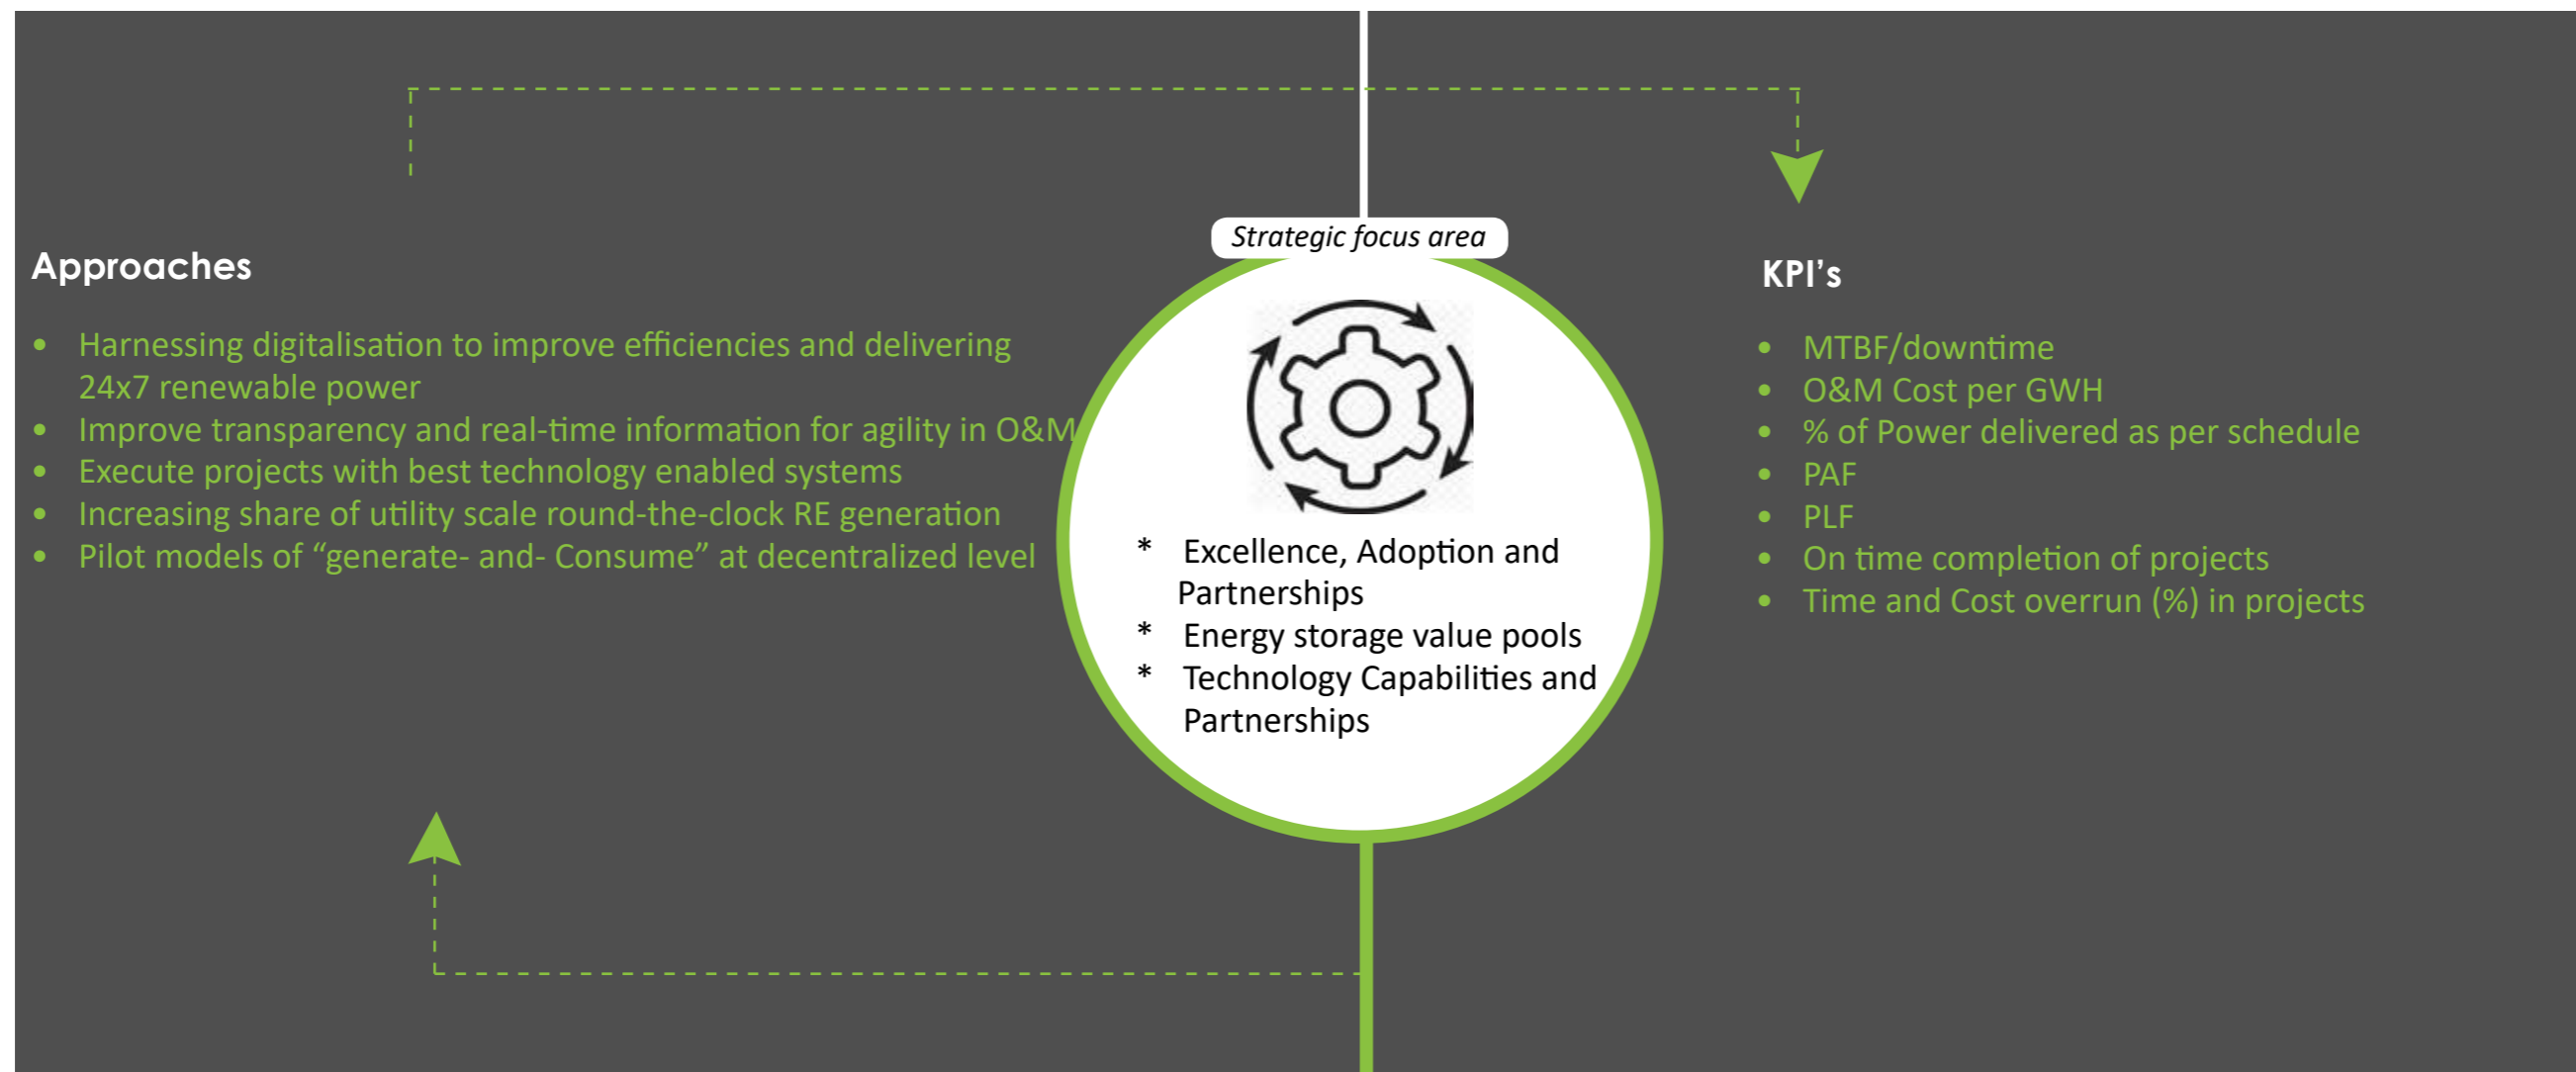 Approaches
• Harnessing digitalisation to improve efficiencies and delivering
24x7 renewable power
• Improve transparency and real-time information for agility in O&M
• Execute projects with best technology enabled systems
• Increasing share of utility scale round-the-clock RE generation
• Pilot models of “generate- and- Consume” at decentralized level
Strategic focus area
* Excellence, Adoption and
Partnerships
* Energy storage value pools
* Technology Capabilities and
Partnerships
KPI’s
• MTBF/downtime
• O&M Cost per GWH
• % of Power delivered as per schedule
• PAF
• PLF
• On time completion of projects
• Time and Cost overrun (%) in projects